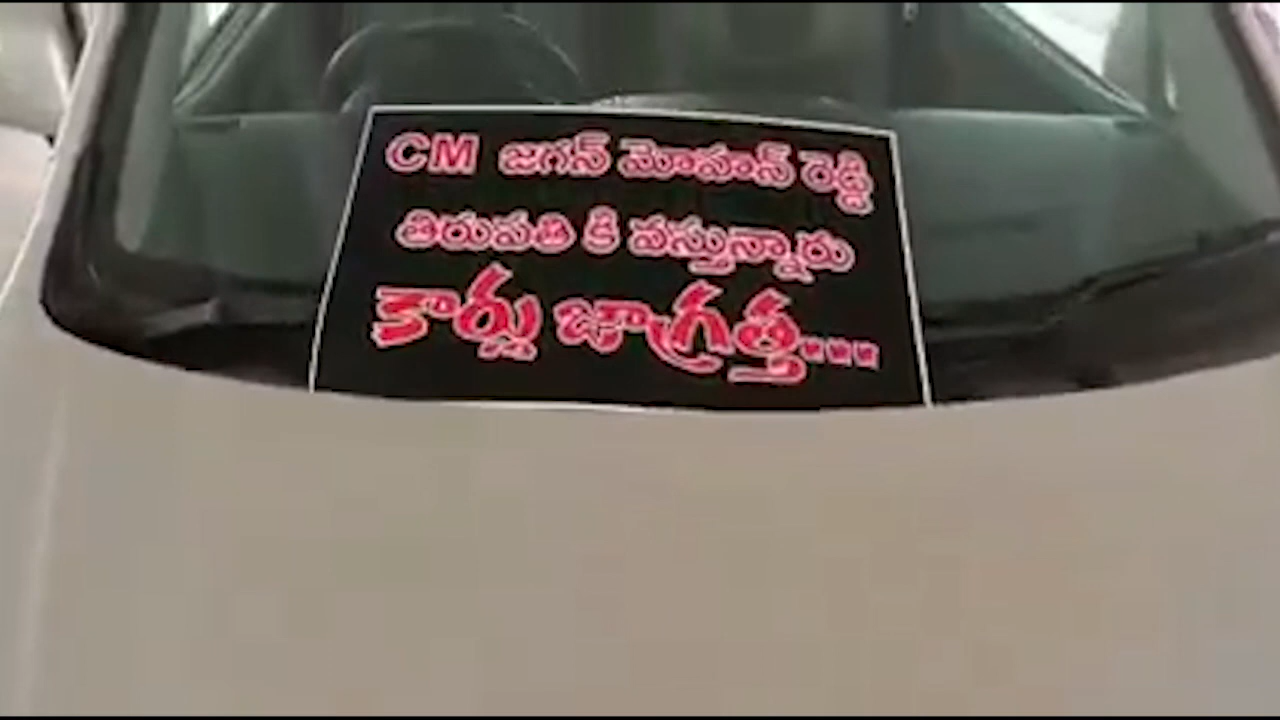 CM జగన్ మోహన్ రెడ్డి
తిరుపతి కి వస్తున్నారు
కార్లు జాగ్రత్త....